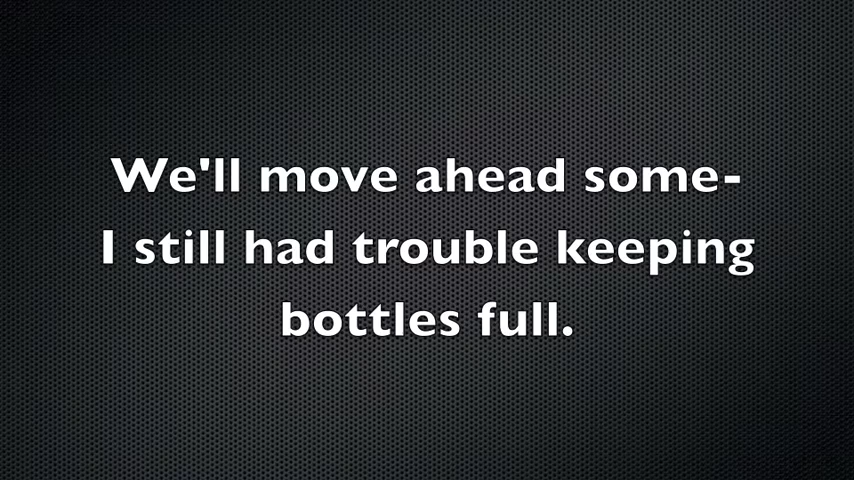 We'll move ahead some-
I still had trouble keeping
bottles full.